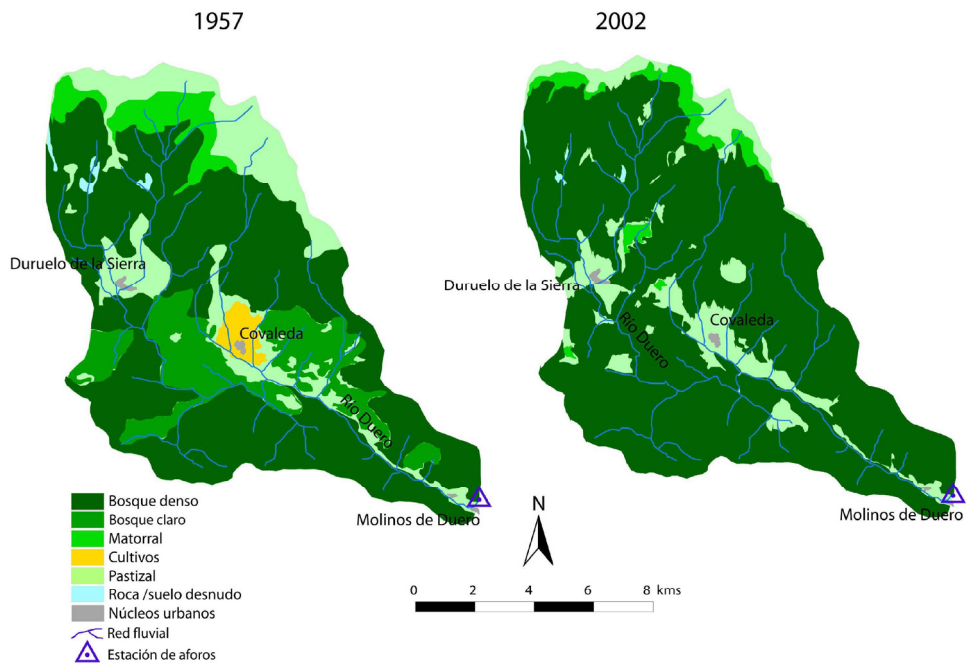 1957
2002
Duruelo de la Sierra
Covaleda
Río Duero
Molinos de Duero
Duruelo de la Sierra
Río Duero
Covaleda
Molinos de Duero
Bosque denso
Bosque claro
Matorral
Cultivos
Pastizal
Roca /suelo desnudo
Núcleos urbanos
Red fluvial
Estación de aforos
N
0 2 4 6 8 kms